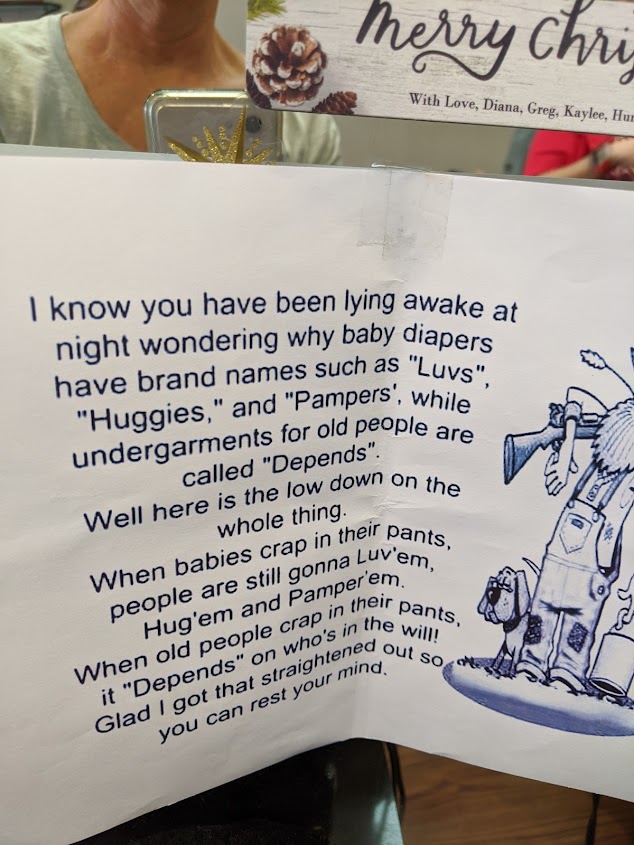 Merry
With Love, Diana, Greg, Kaylee,
I know you have been lying awake at
night wondering why baby diapers
have brand names such as "Luvs",
"Huggies," and "Pampers', while
undergarments for old people are
called "Depends".
Well here is the low down on the
whole thing.
When babies crap in their pants,
people are still gonna Luv'em,
Hug'em and Pamper'em.
When old people crap in their pants,
it "Depends" on who's in the will!
Glad I got that straightened out so
you can rest your mind.